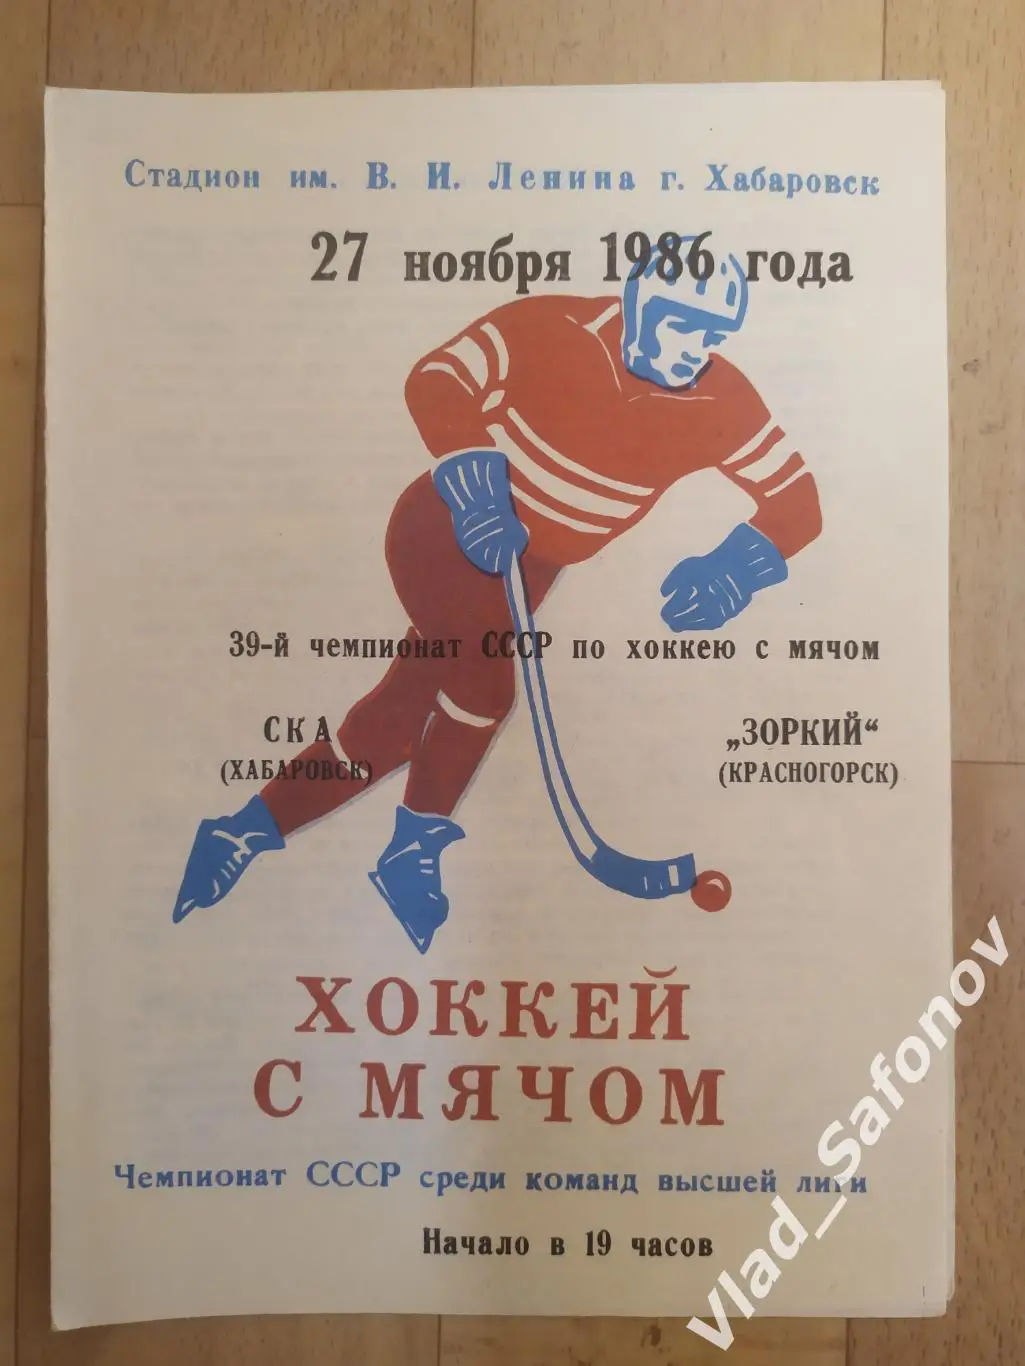 Стадион им. В. И. Ленина г. Хабаровск
27 ноября 1986 года
39-й чемпионат СССР по хоккею с мячом
СКА „ЗОРКИЙ“
(ХАБАРОВСК) (КРАСНОГОРСК)
ХОККЕЙ
С МЯЧОМ
Чемпионат СССР среди команд высшей лиги
Начало в 19 часов
Vlad_Safonov